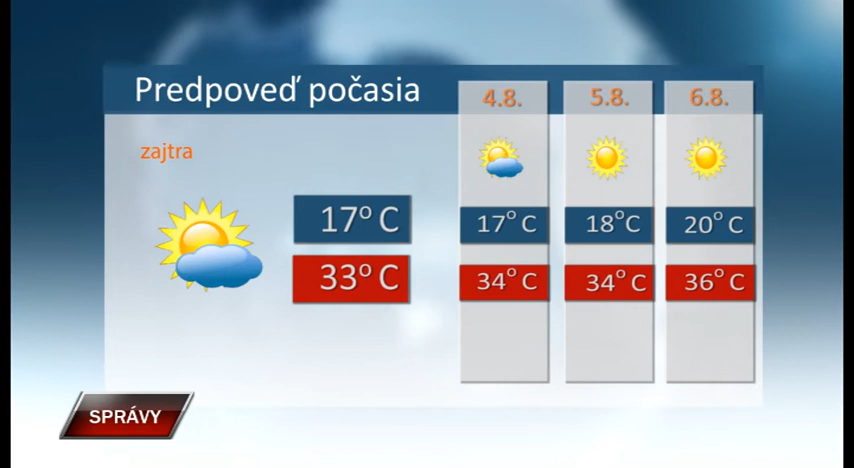 Predpoveď počasia
zajtra
17° C
33° C
4.8.
17° C
34° C
5.8.
18°C
34° C
6.8.
20° C
36° C
SPRÁVY